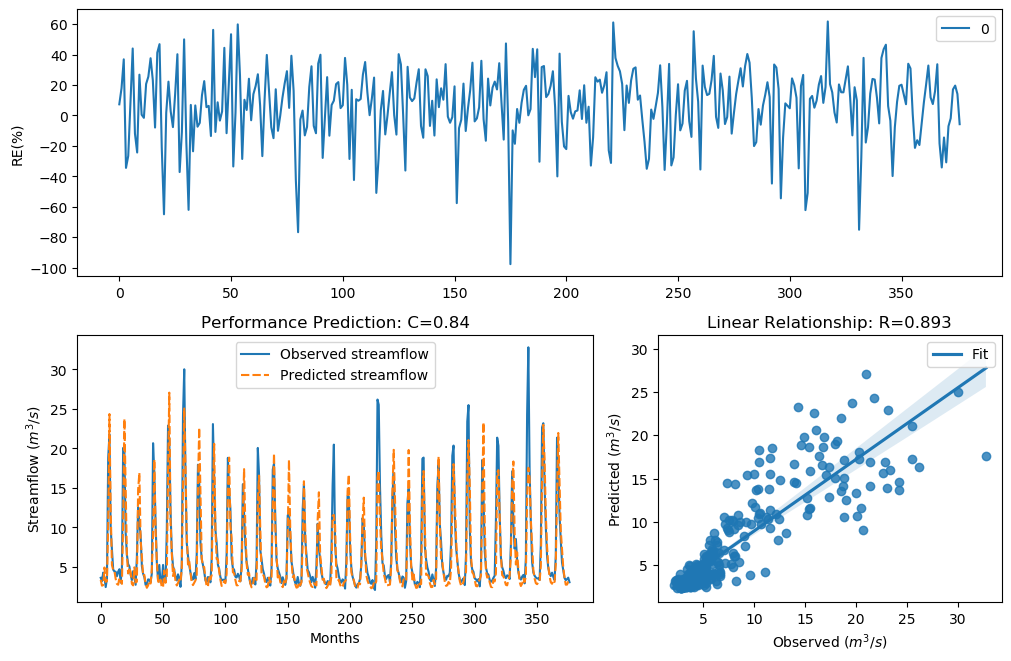 60
40
20
0
−20
−40
−60
−80
−100
RE(%)
0
0 50 100 150 200 250 300 350
Performance Prediction: C=0.84
Observed streamflow
Predicted streamflow
30
25
20
15
10
5
Streamflow (m³/s)
0 50 100 150 200 250 300 350
Months
Linear Relationship: R=0.893
Fit
30
25
20
15
10
5
Predicted (m³/s)
5 10 15 20 25 30
Observed (m³/s)